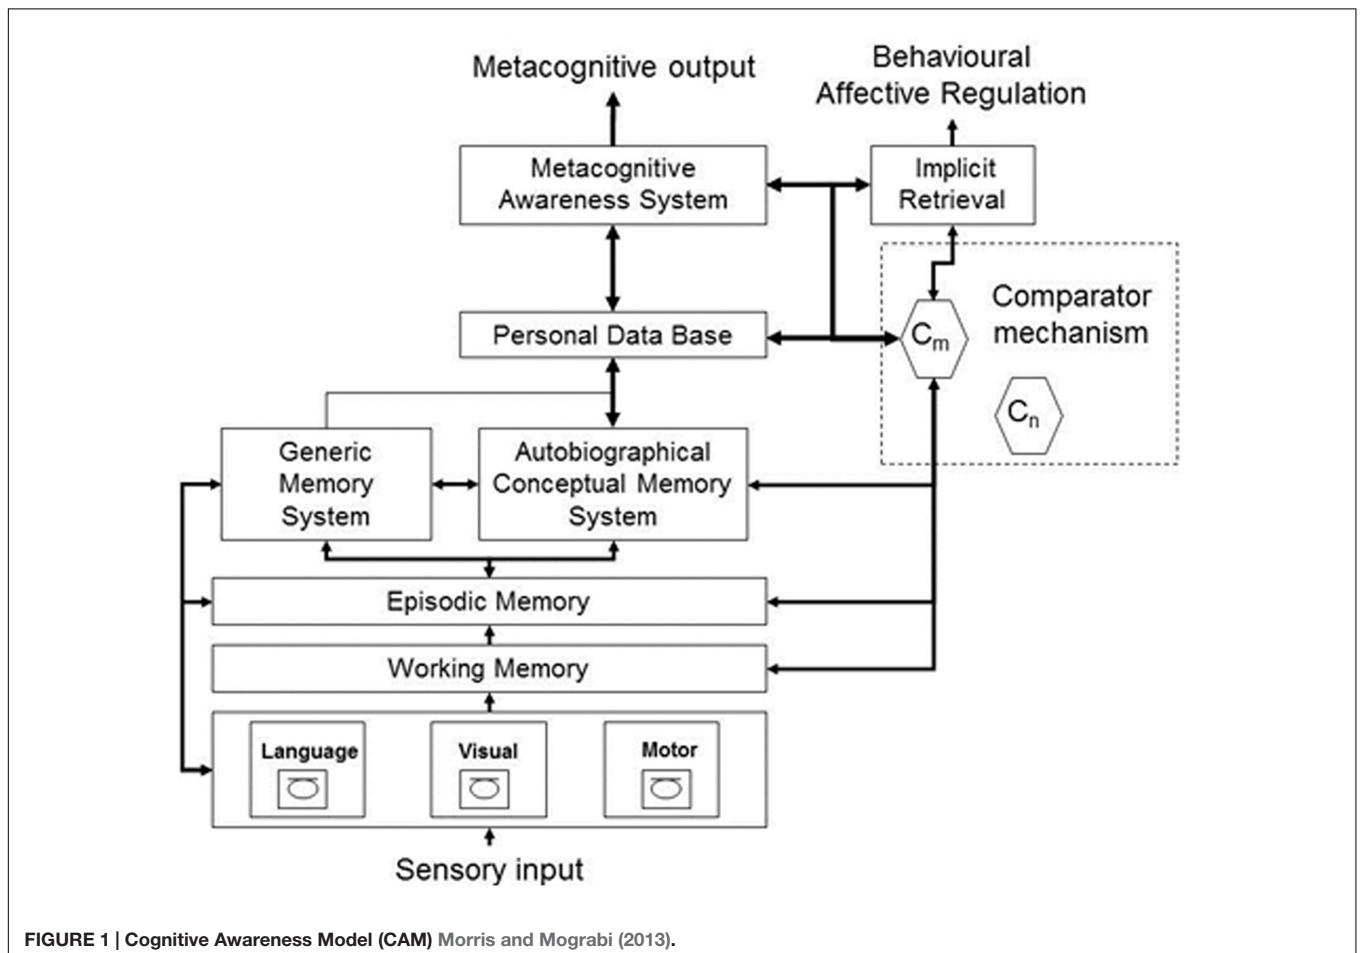 Metacognitive output
Behavioural
Affective Regulation
Metacognitive
Awareness System
Implicit
Retrieval
Comparator
mechanism
Personal Data Base
Cm
Cn
Generic
Memory
System
Autobiographical
Conceptual Memory
System
Episodic Memory
Working Memory
Language
Visual
Motor
Sensory input
FIGURE 1 | Cognitive Awareness Model (CAM) Morris and Mograbi (2013).